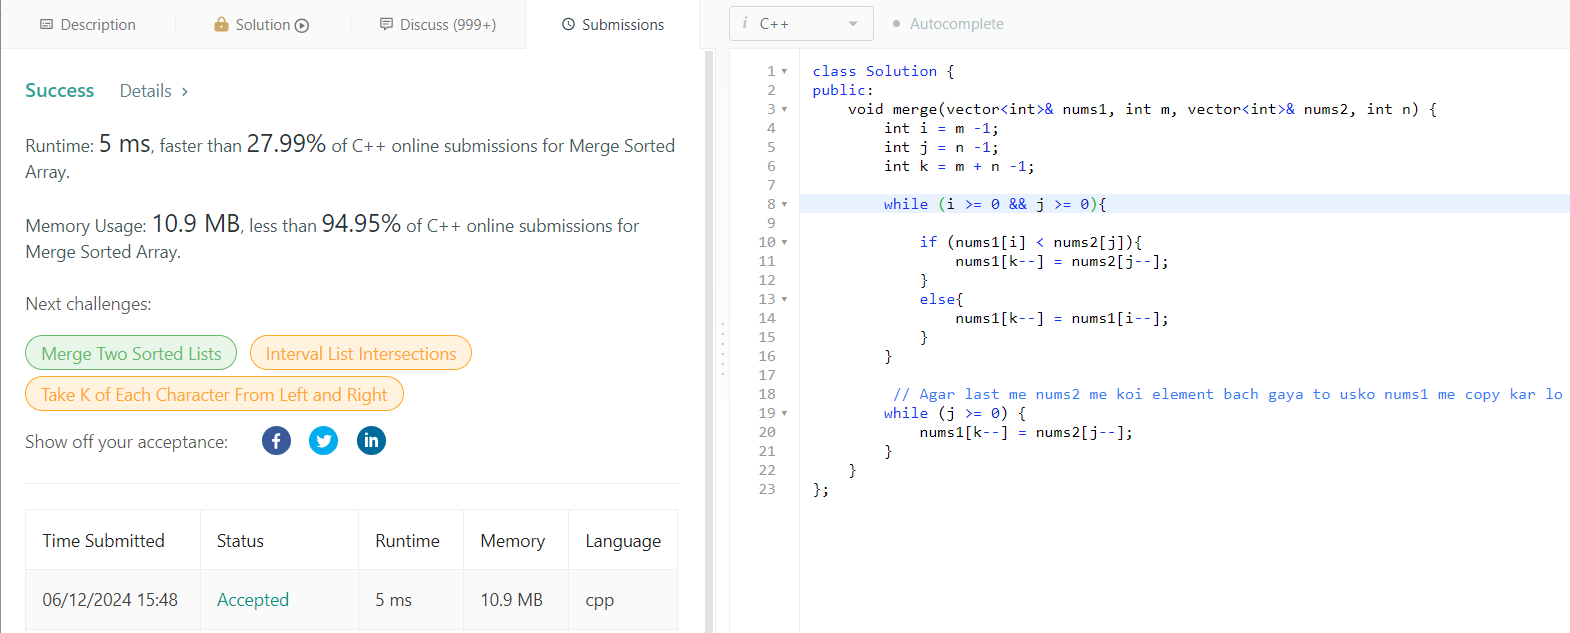 Description
Solution
Discuss (999+)
Submissions
i C++
Autocomplete
Success Details >
Runtime: 5 ms, faster than 27.99% of C++ online submissions for Merge Sorted
Array.
Memory Usage: 10.9 MB, less than 94.95% of C++ online submissions for
Merge Sorted Array.
Next challenges:
Merge Two Sorted Lists
Interval List Intersections
Take K of Each Character From Left and Right
Show off your acceptance:
f
in
Time Submitted Status Runtime Memory Language
06/12/2024 15:48 Accepted 5 ms 10.9 MB cpp
1 class Solution {
2 public:
3     void merge(vector<int>& nums1, int m, vector<int>& nums2, int n) {
4         int i = m -1;
5         int j = n -1;
6         int k = m + n -1;
7
8         while (i >= 0 && j >= 0){
9
10             if (nums1[i] < nums2[j]){
11                 nums1[k--] = nums2[j--];
12             }
13             else{
14                 nums1[k--] = nums1[i--];
15             }
16         }
17
18          // Agar last me nums2 me koi element bach gaya to usko nums1 me copy kar lo
19         while (j >= 0) {
20             nums1[k--] = nums2[j--];
21         }
22     }
23 };